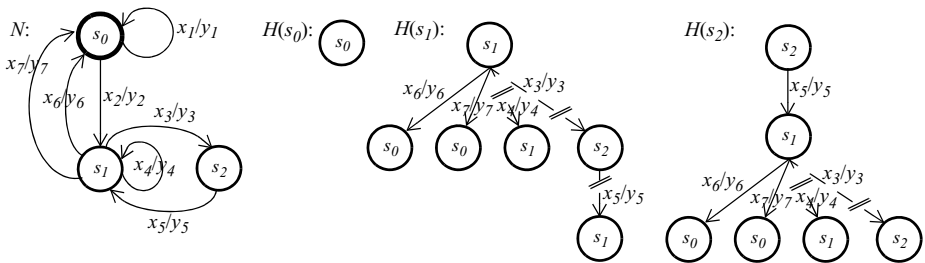 N:
s0
x1/y1
x7/y7
x6/y6
x2/y2
x3/y3
s1
x4/y4
s2
x5/y5
H(s0):
s0
H(s1):
s1
x6/y6
x7/y7
x4/y4
x3/y3
s0
s0
s1
s2
x5/y5
s1
H(s2):
s2
x5/y5
s1
x6/y6
x7/y7
x4/y4
x3/y3
s0
s0
s1
s2